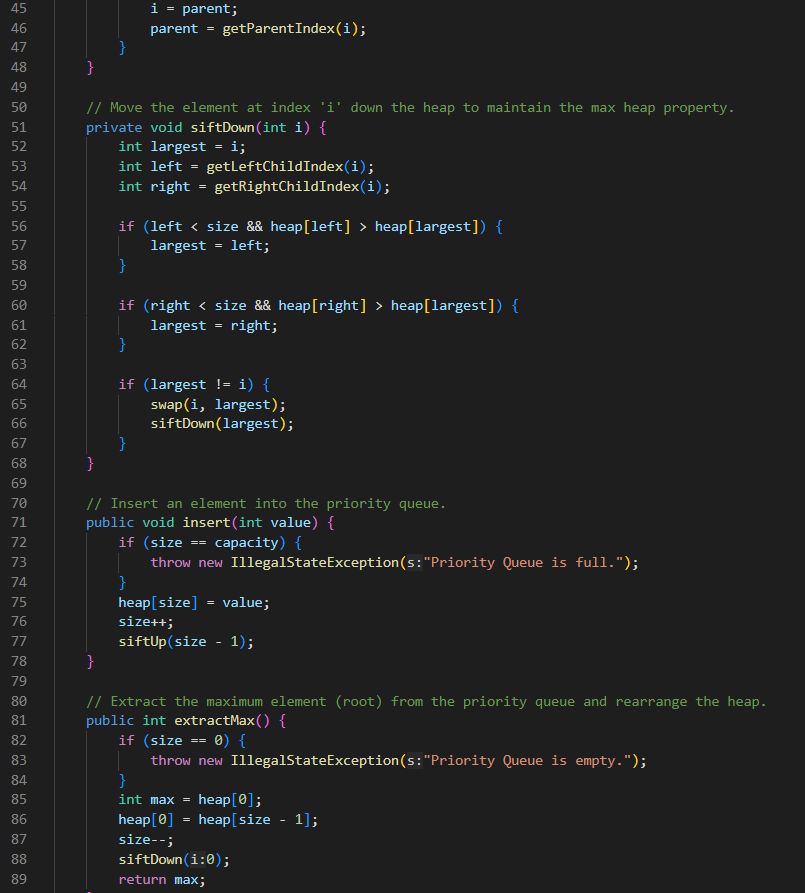 45 i = parent;
46 parent = getParentIndex(i);
47 }
48 }
49
50 // Move the element at index 'i' down the heap to maintain the max heap property.
51 private void siftDown(int i) {
52 int largest = i;
53 int left = getLeftChildIndex(i);
54 int right = getRightChildIndex(i);
55
56 if (left < size && heap[left] > heap[largest]) {
57 largest = left;
58 }
59
60 if (right < size && heap[right] > heap[largest]) {
61 largest = right;
62 }
63
64 if (largest != i) {
65 swap(i, largest);
66 siftDown(largest);
67 }
68 }
69
70 // Insert an element into the priority queue.
71 public void insert(int value) {
72 if (size == capacity) {
73 throw new IllegalStateException(s:"Priority Queue is full.");
74 }
75 heap[size] = value;
76 size++;
77 siftUp(size - 1);
78 }
79
80 // Extract the maximum element (root) from the priority queue and rearrange the heap.
81 public int extractMax() {
82 if (size == 0) {
83 throw new IllegalStateException(s:"Priority Queue is empty.");
84 }
85 int max = heap[0];
86 heap[0] = heap[size - 1];
87 size--;
88 siftDown(i:0);
89 return max;